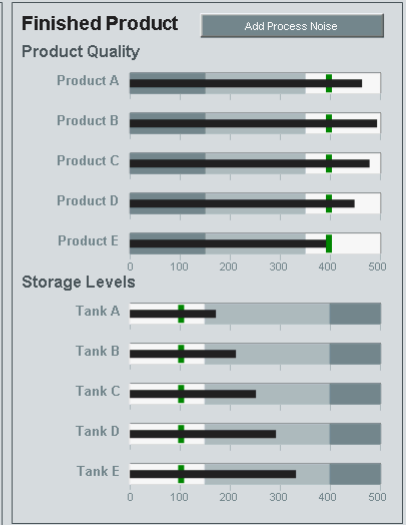 Finished Product
Add Process Noise
Product Quality
Product A
Product B
Product C
Product D
Product E
0 100 200 300 400 500
Storage Levels
Tank A
Tank B
Tank C
Tank D
Tank E
0 100 200 300 400 500